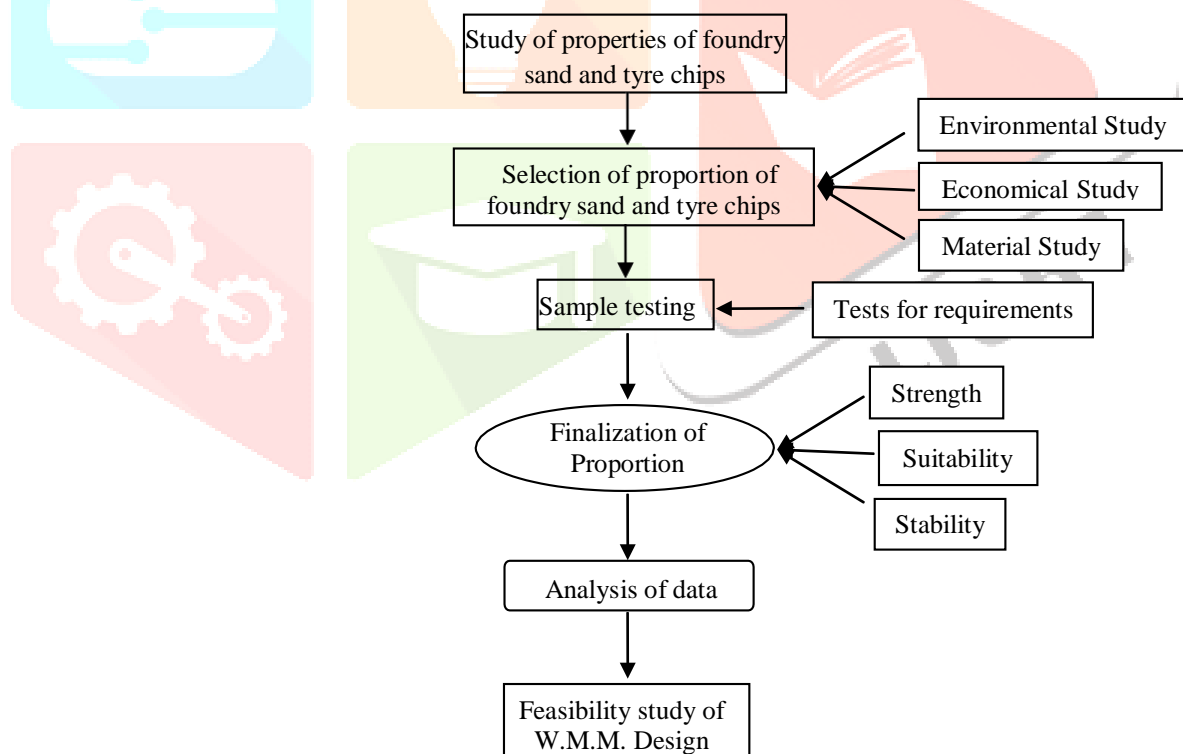 Study of properties of foundry
sand and tyre chips
Environmental Study
Selection of proportion of
foundry sand and tyre chips
Economical Study
Material Study
Sample testing
Tests for requirements
Strength
Finalization of
Proportion
Suitability
Stability
Analysis of data
Feasibility study of
W.M.M. Design